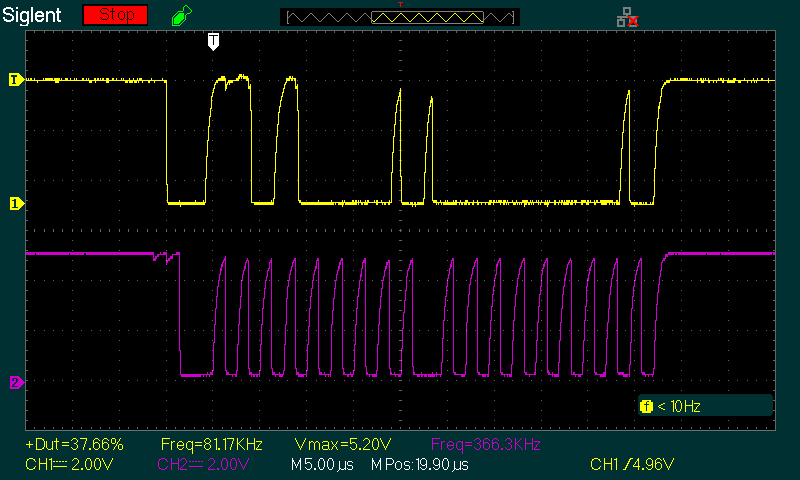 Siglent Stop T
T
T
1
2
f < 10Hz
+Dut=37.66% Freq=81.17KHz Vmax=5.20V Freq=366.3KHz
CH1 2.00V CH2 2.00V M 5.00µs M Pos:19.90µs CH1 / 4.96V